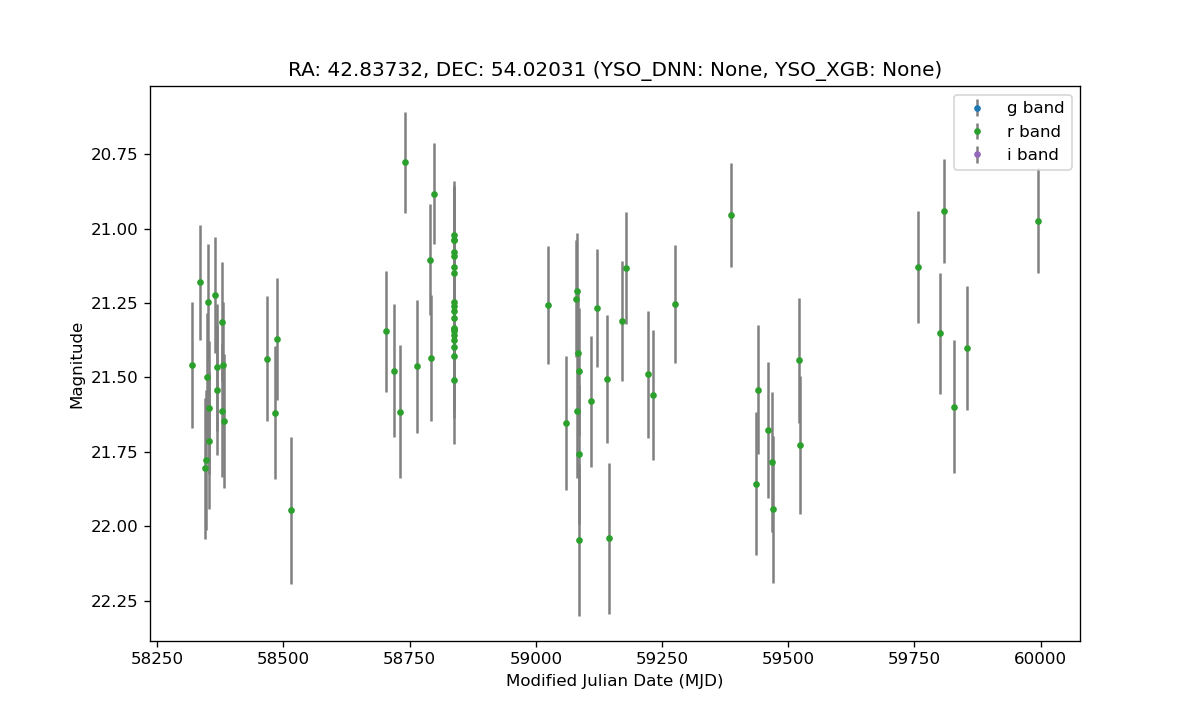 RA: 42.83732, DEC: 54.02031 (YSO_DNN: None, YSO_XGB: None)
g band
r band
i band
20.75
21.00
21.25
21.50
21.75
22.00
22.25
Magnitude
58250 58500 58750 59000 59250 59500 59750 60000
Modified Julian Date (MJD)